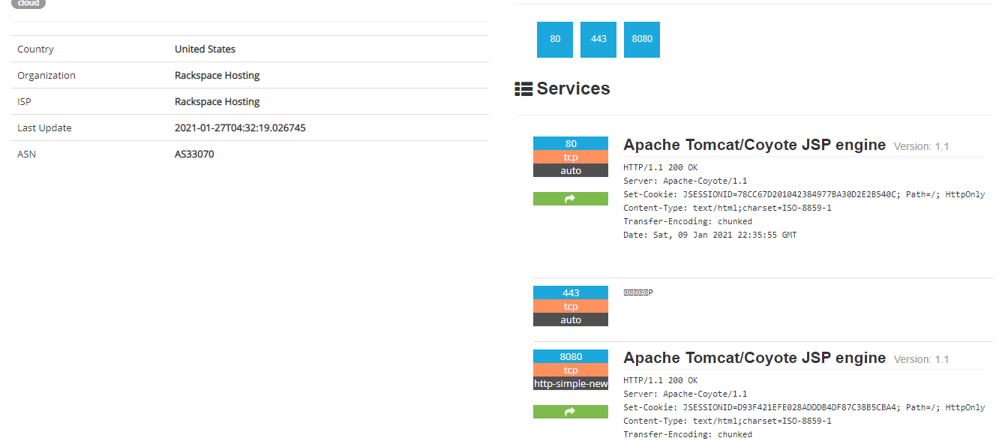 cloud
Country United States
Organization Rackspace Hosting
ISP Rackspace Hosting
Last Update 2021-01-27T04:32:19.026745
ASN AS33070
80 443 8080
Services
80
tcp
auto
Apache Tomcat/Coyote JSP engine Version: 1.1
HTTP/1.1 200 OK
Server: Apache-Coyote/1.1
Set-Cookie: JSESSIONID=78CC67D201042384977BA30D2E2B540C; Path=/; HttpOnly
Content-Type: text/html;charset=ISO-8859-1
Transfer-Encoding: chunked
Date: Sat, 09 Jan 2021 22:35:55 GMT
443
tcp
auto
P
8080
tcp
http-simple-new
Apache Tomcat/Coyote JSP engine Version: 1.1
HTTP/1.1 200 OK
Server: Apache-Coyote/1.1
Set-Cookie: JSESSIONID=D93F421EFE028ADDDB4DF87C38B5CBA4; Path=/; HttpOnly
Content-Type: text/html;charset=ISO-8859-1
Transfer-Encoding: chunked